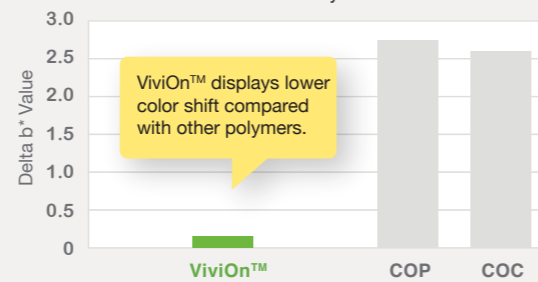 3.0
2.5
2.0
1.5
1.0
0.5
0
Delta b* Value
ViviOn™ displays lower
color shift compared
with other polymers.
ViviOn™
COP
COC